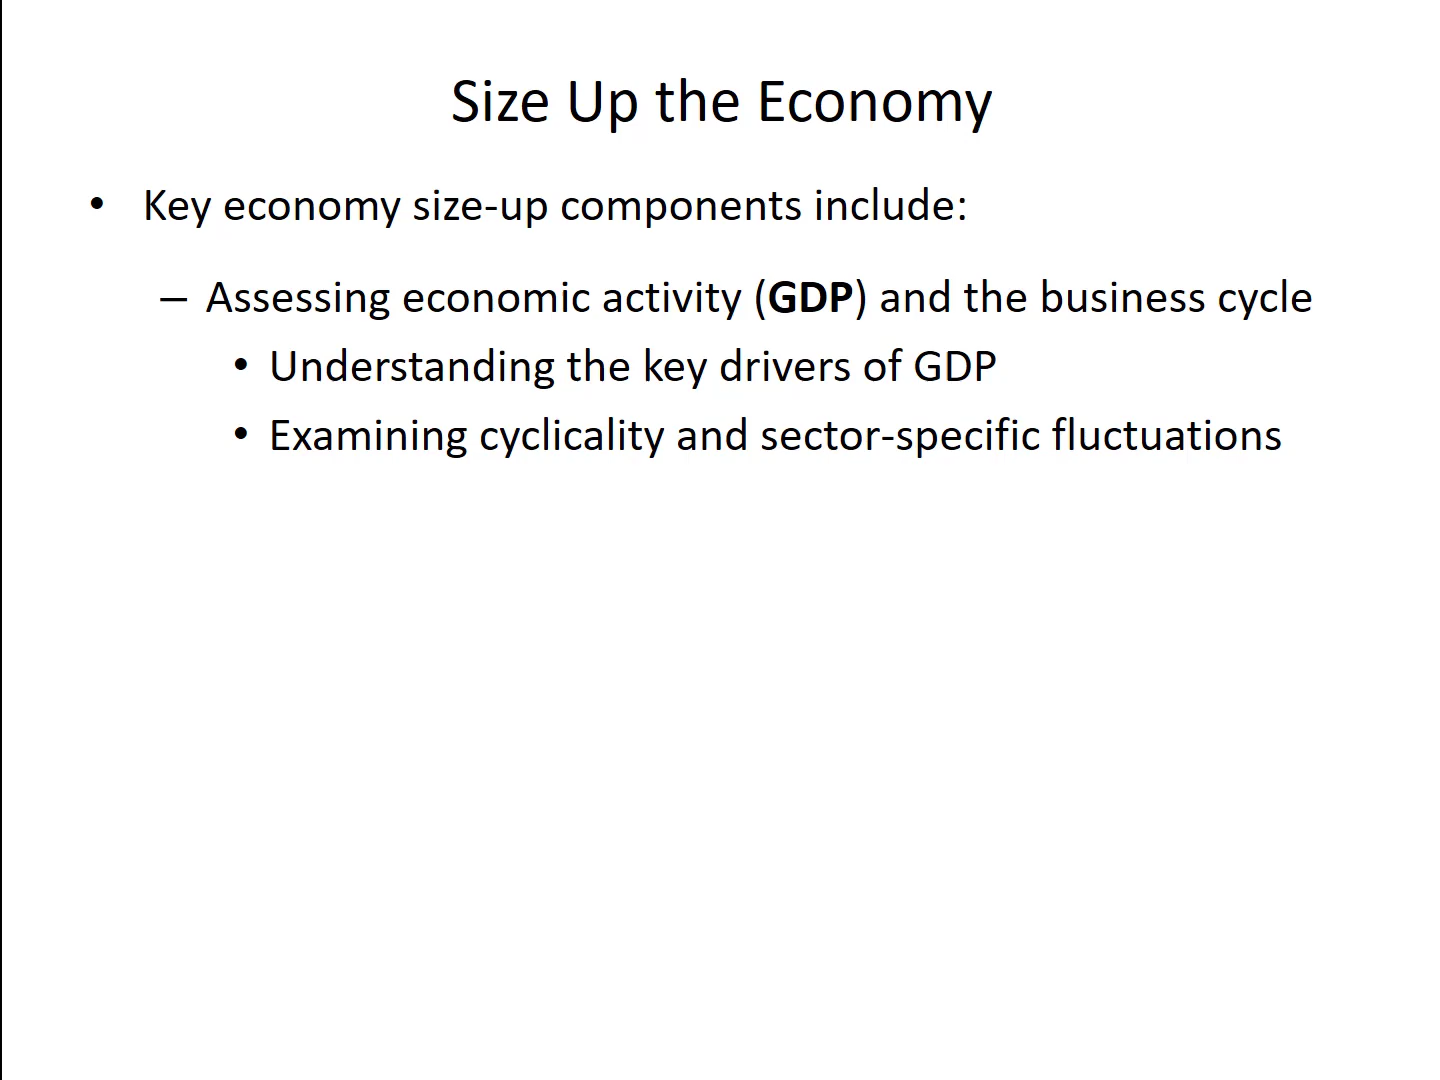 Size Up the Economy
• Key economy size-up components include:
– Assessing economic activity (GDP) and the business cycle
• Understanding the key drivers of GDP
• Examining cyclicality and sector-specific fluctuations